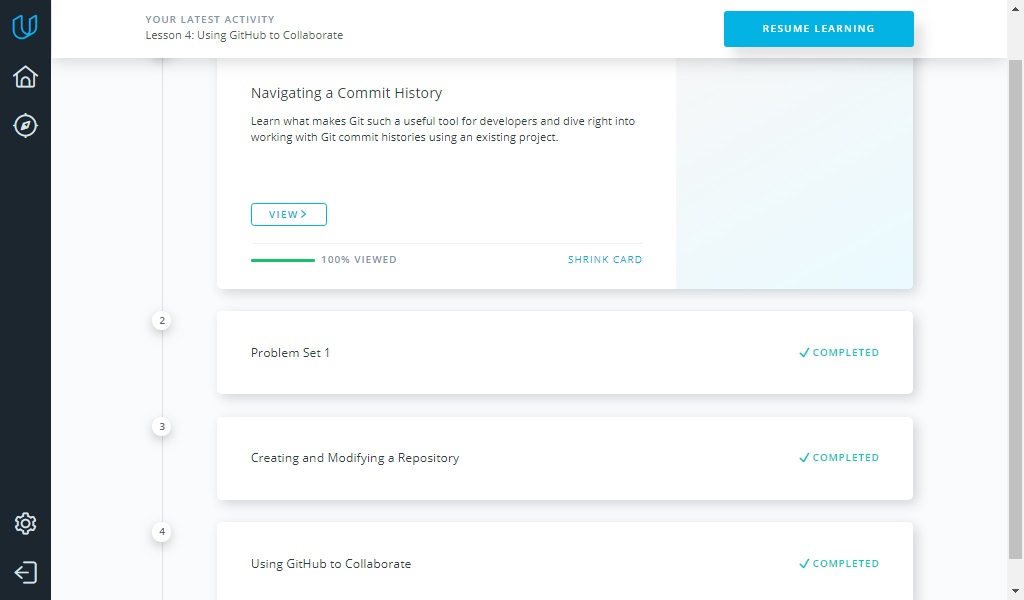 YOUR LATEST ACTIVITY
Lesson 4: Using GitHub to Collaborate
RESUME LEARNING
Navigating a Commit History
Learn what makes Git such a useful tool for developers and dive right into
working with Git commit histories using an existing project.
VIEW
100% VIEWED
SHRINK CARD
2
Problem Set 1
COMPLETED
3
Creating and Modifying a Repository
COMPLETED
4
Using GitHub to Collaborate
COMPLETED